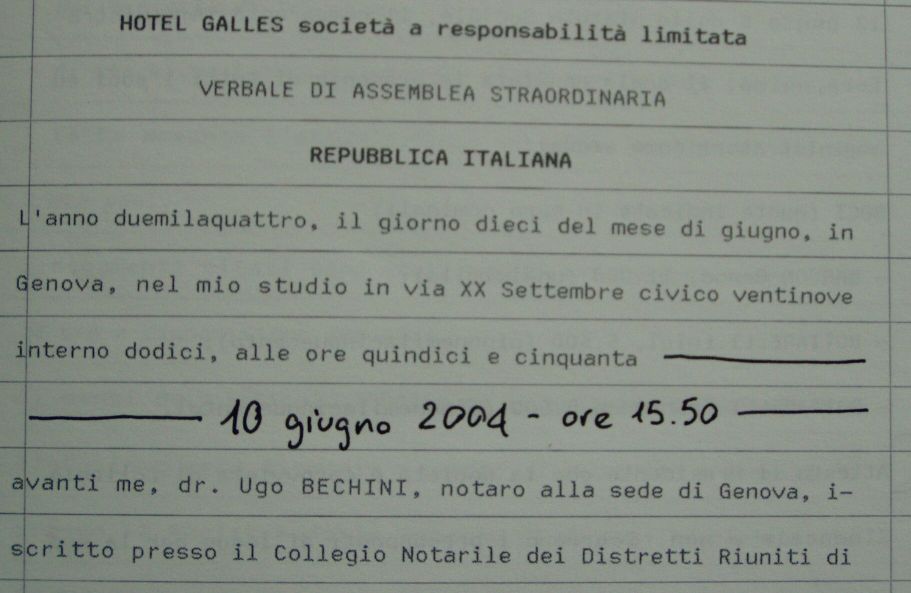 HOTEL GALLES società a responsabilità limitata
VERBALE DI ASSEMBLEA STRAORDINARIA
REPUBBLICA ITALIANA
L'anno duemilaquattro, il giorno dieci del mese di giugno, in
Genova, nel mio studio in via XX Settembre civico ventinove
interno dodici, alle ore quindici e cinquanta
10 giugno 2004 - ore 15.50
avanti me, dr. Ugo BECHINI, notaro alla sede di Genova, i-
scritto presso il Collegio Notarile dei Distretti Riuniti di